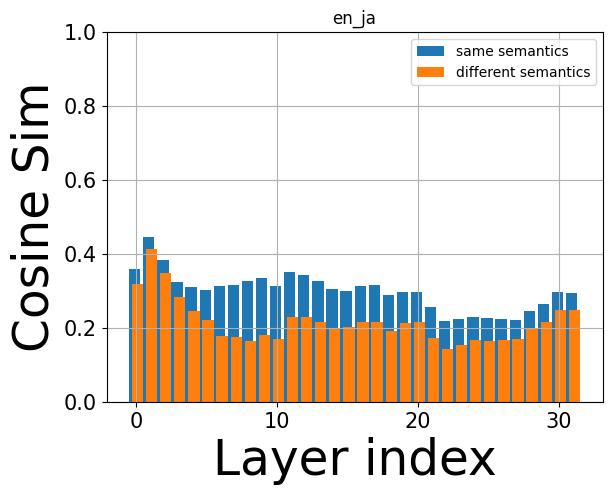 en_ja
same semantics
different semantics
Cosine Sim
1.0
0.8
0.6
0.4
0.2
0.0
0 10 20 30
Layer index